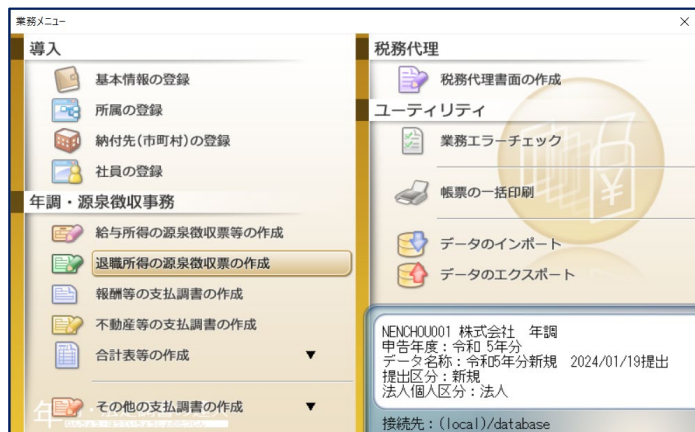 業務メニュー
導入
基本情報の登録
所属の登録
納付先(市町村)の登録
社員の登録
年調・源泉徴収事務
給与所得の源泉徴収票等の作成
退職所得の源泉徴収票の作成
報酬等の支払調書の作成
不動産等の支払調書の作成
合計表等の作成 ▼
その他の支払調書の作成 ▼
税務代理
税務代理書面の作成
ユーティリティ
業務エラーチェック
帳票の一括印刷
データのインポート
データのエクスポート
NENCHOU001 株式会社 年調
申告年度：令和 5年分
データ名称：令和5年分新規 2024/01/19提出
提出区分：新規
法人個人区分：法人
接続先：(local)/database